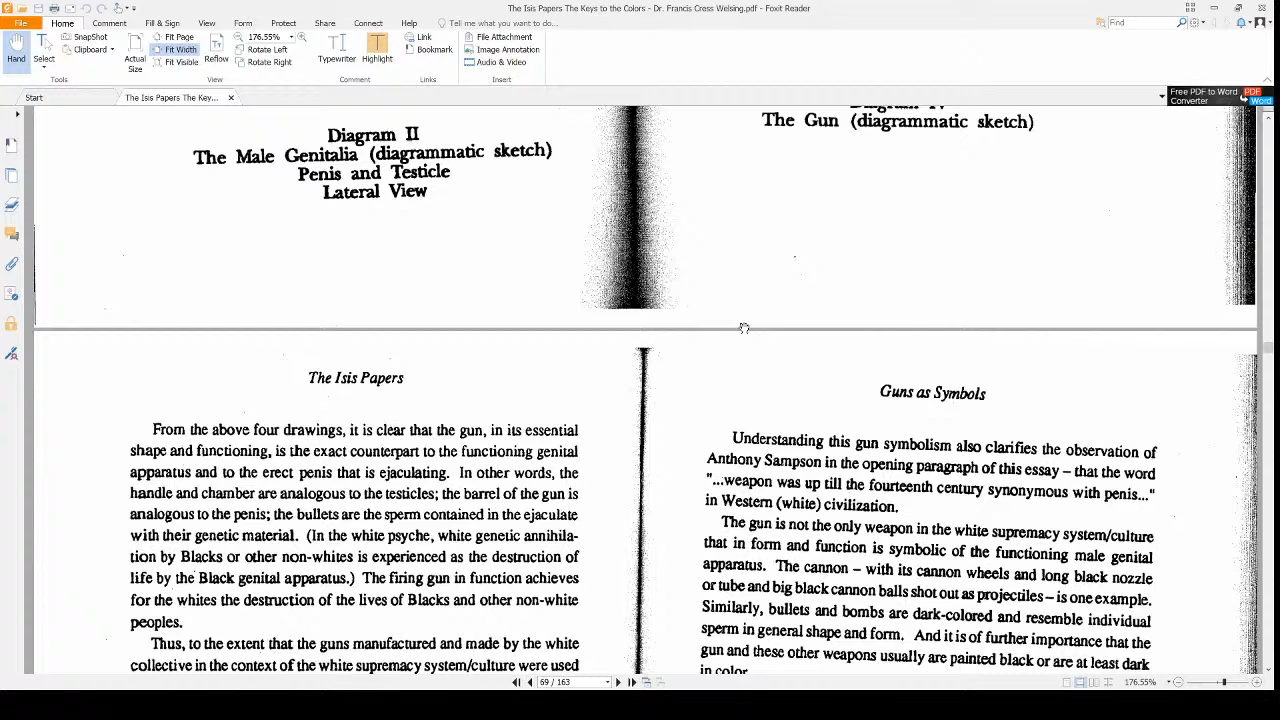 The Isis Papers The Keys to the Colors - Dr. Francis Cress Welsing.pdf - Foxit Reader
File Home Comment Fill & Sign View Form Protect Share Connect Help Tell me what you want to do... Find
Hand
Select
SnapShot
Clipboard
Tools
Actual
Size
Fit Page
Fit Width
Fit Visible
Reflow
176.55%
Rotate Left
Rotate Right
View
Typewriter
Highlight
Comment
Link
Bookmark
Links
File Attachment
Image Annotation
Audio & Video
Insert
Start
The Isis Papers The Key...
Free PDF to Word
Converter
PDF
Word
Diagram II
The Male Genitalia (diagrammatic sketch)
Penis and Testicle
Lateral View
Diagram IV
The Gun (diagrammatic sketch)
The Isis Papers
From the above four drawings, it is clear that the gun, in its essential
shape and functioning, is the exact counterpart to the functioning genital
apparatus and to the erect penis that is ejaculating. In other words, the
handle and chamber are analogous to the testicles; the barrel of the gun is
analogous to the penis; the bullets are the sperm contained in the ejaculate
with their genetic material. (In the white psyche, white genetic annihila-
tion by Blacks or other non-whites is experienced as the destruction of
life by the Black genital apparatus.) The firing gun in function achieves
for the whites the destruction of the lives of Blacks and other non-white
peoples.
Thus, to the extent that the guns manufactured and made by the white
collective in the context of the white supremacy system/culture were used
Guns as Symbols
Understanding this gun symbolism also clarifies the observation of
Anthony Sampson in the opening paragraph of this essay – that the word
"...weapon was up till the fourteenth century synonymous with penis..."
in Western (white) civilization.
The gun is not the only weapon in the white supremacy system/culture
that in form and function is symbolic of the functioning male genital
apparatus. The cannon – with its cannon wheels and long black nozzle
or tube and big black cannon balls shot out as projectiles – is one example.
Similarly, bullets and bombs are dark-colored and resemble individual
sperm in general shape and form. And it is of further importance that the
gun and these other weapons usually are painted black or are at least dark
in color.
69 / 163
176.55%